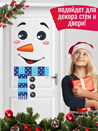 подойдет для
декора стен и
двери!